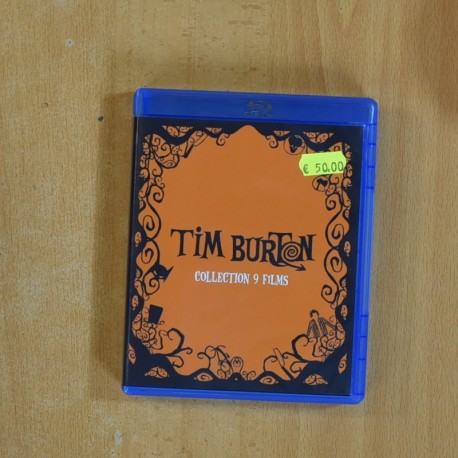 € 50.00
TiM BURTON
COLLECTION 9 FiLMS